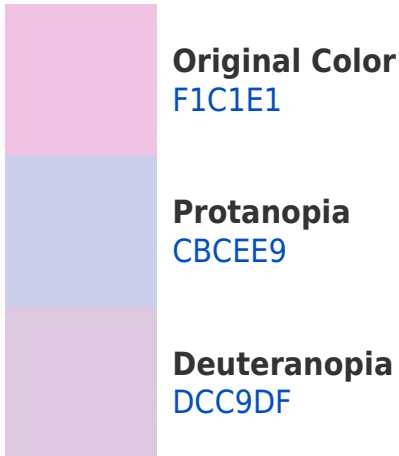 Original Color
F1C1E1
Protanopia
CBCEE9
Deuteranopia
DCC9DF